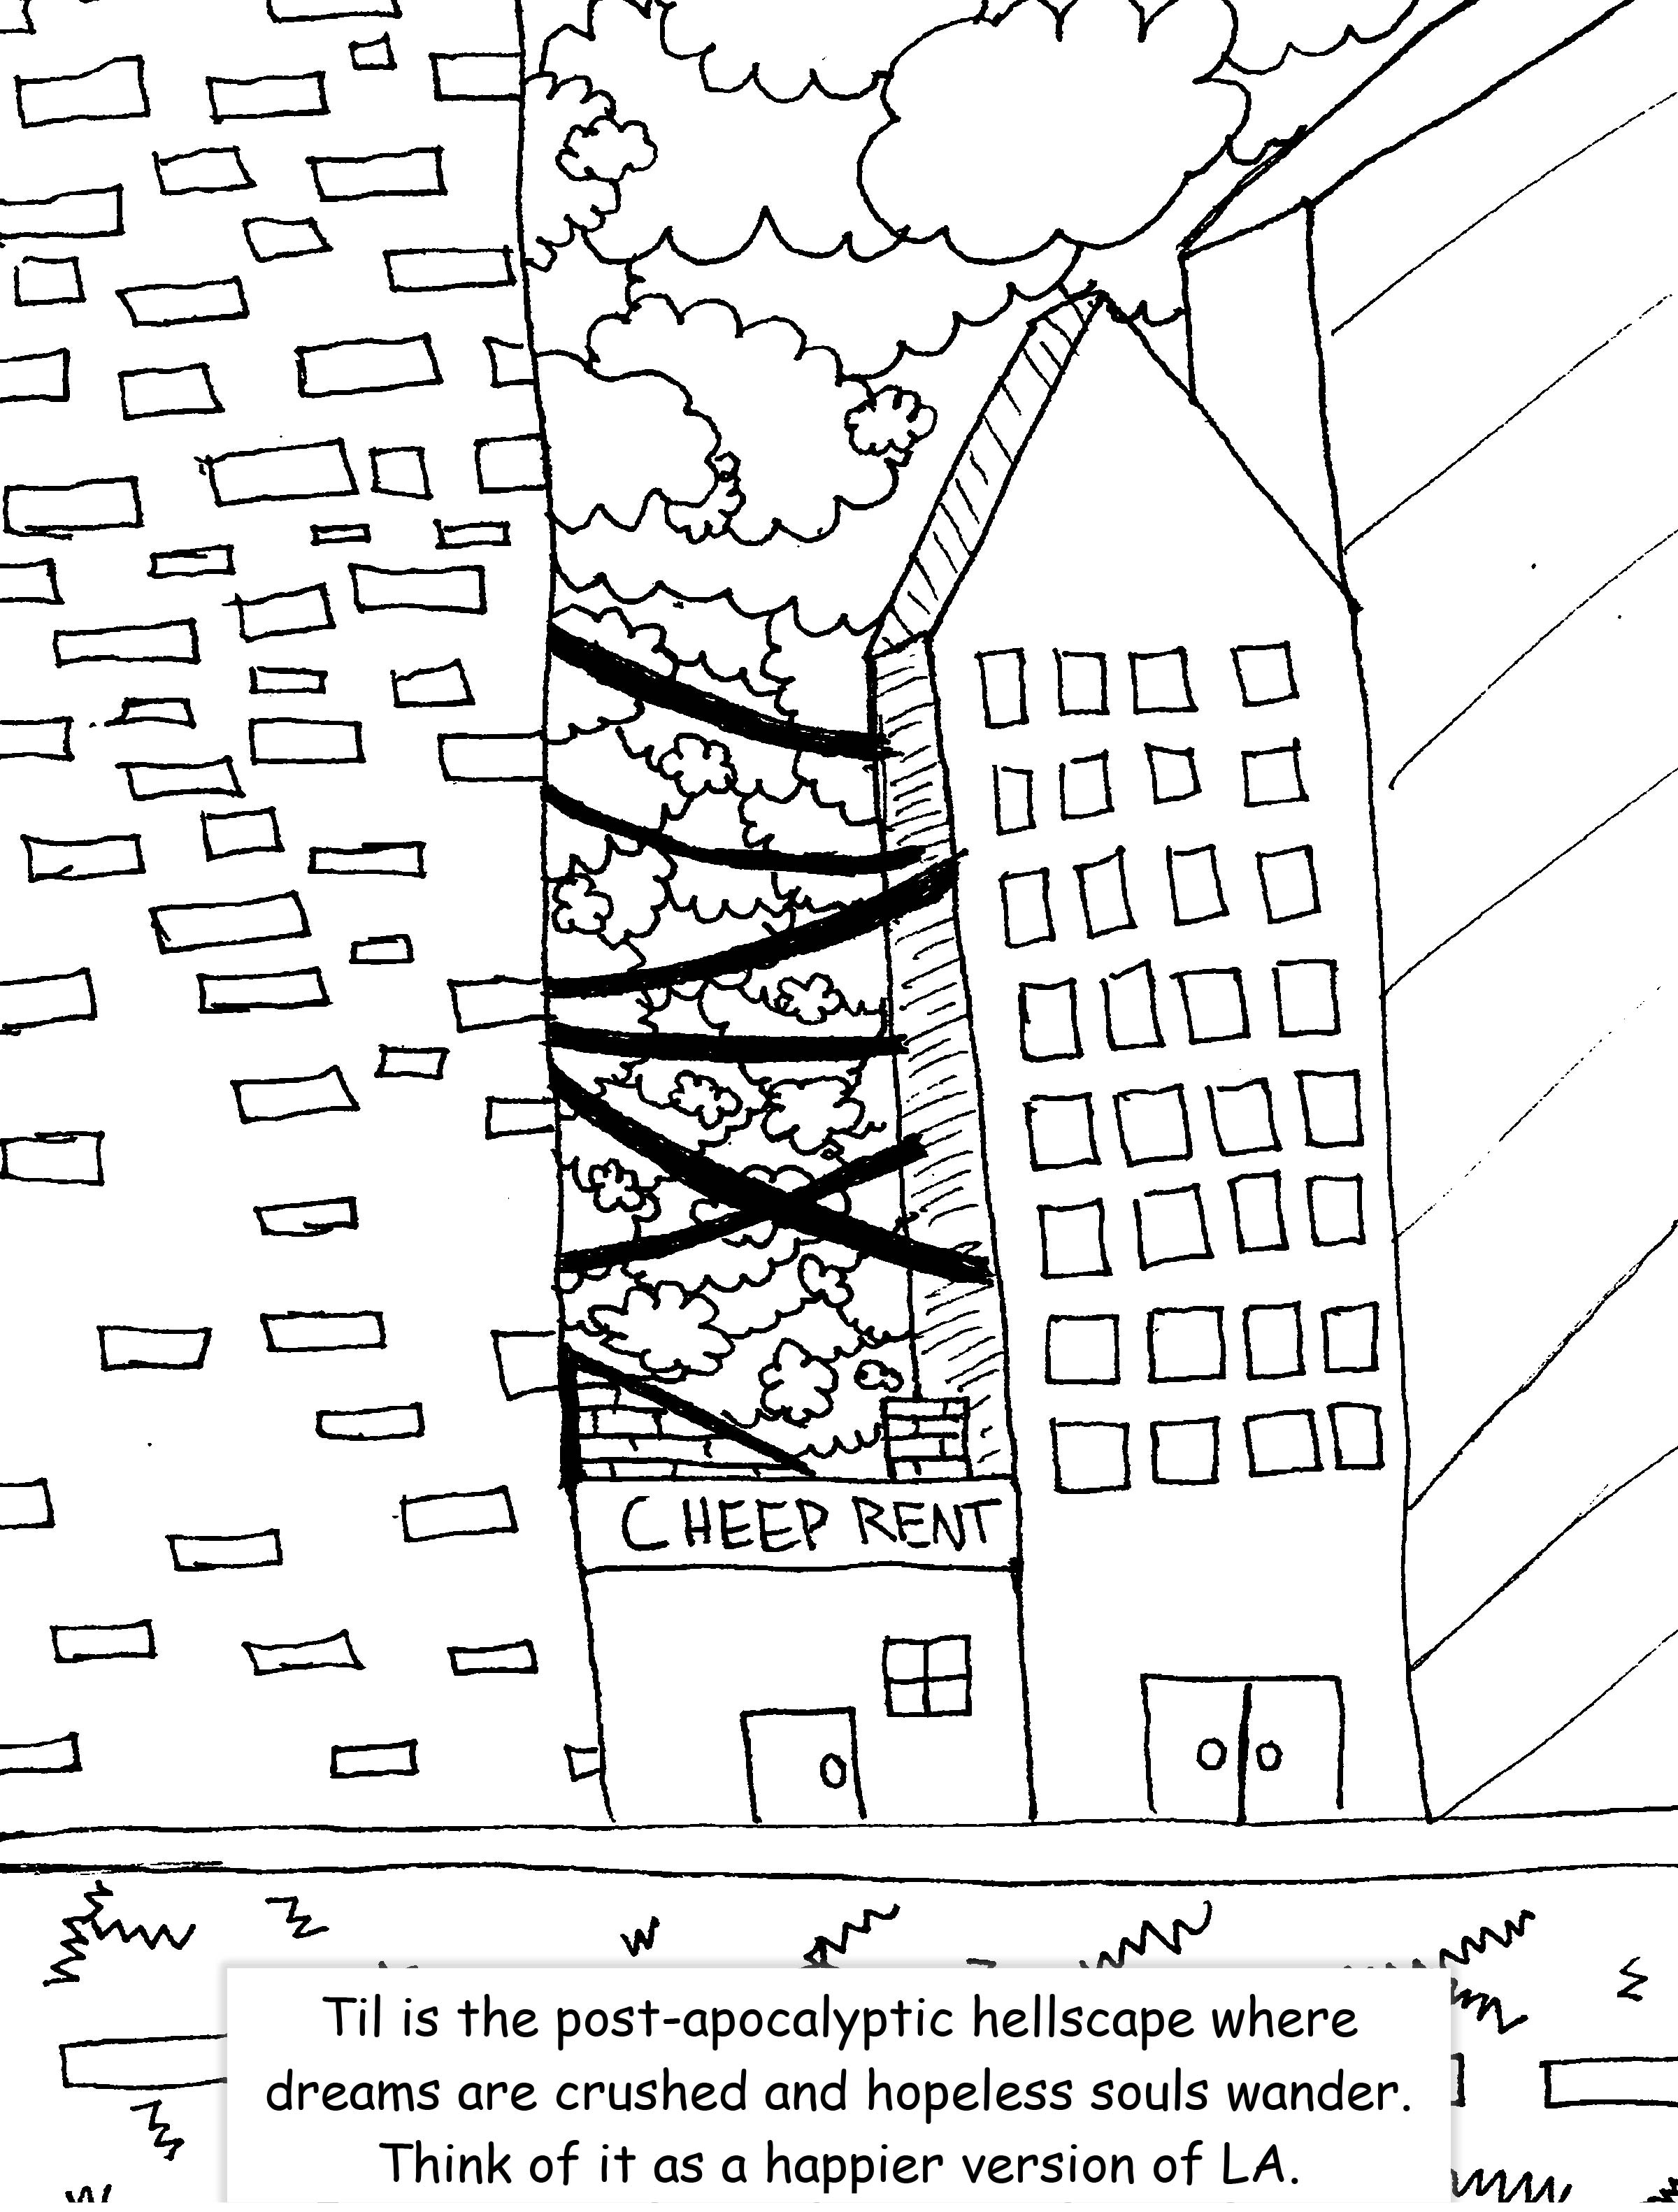 CHEEP RENT
Til is the post-apocalyptic hellscape where
dreams are crushed and hopeless souls wander.
Think of it as a happier version of LA.